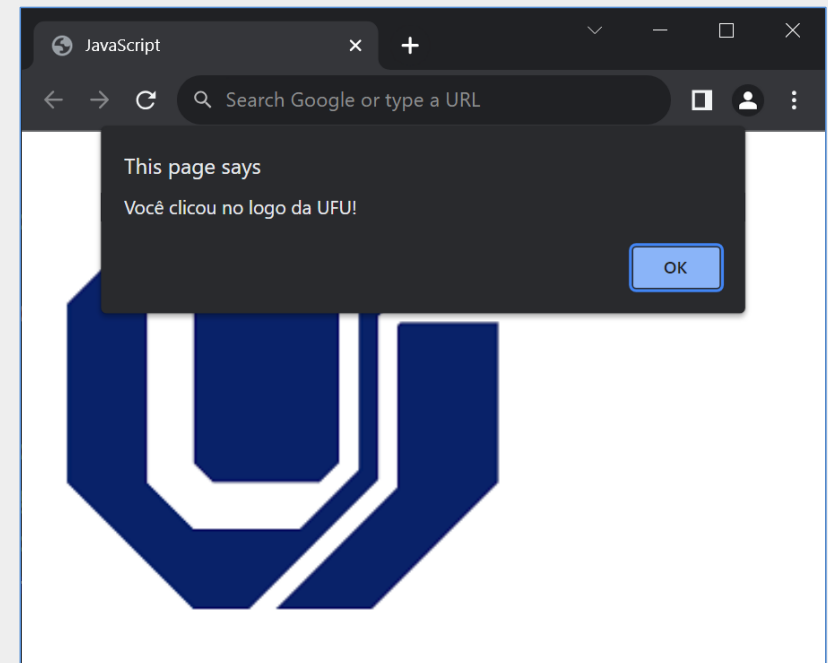 JavaScript
Search Google or type a URL
This page says
Você clicou no logo da UFU!
OK